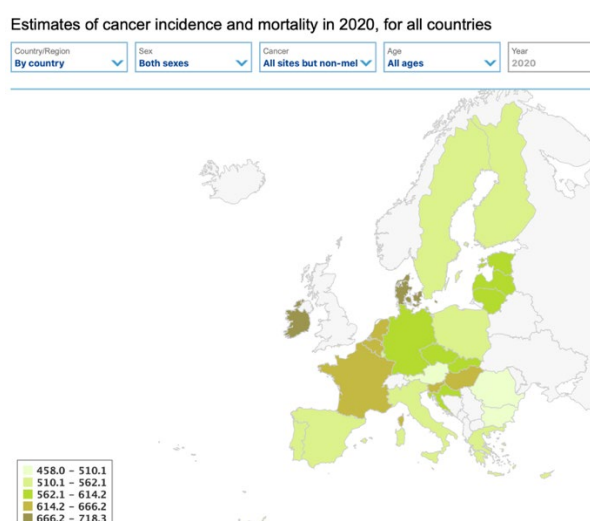 Estimates of cancer incidence and mortality in 2020, for all countries
Country/Region
By country
Sex
Both sexes
Cancer
All sites but non-mel
Age
All ages
Year
2020
458.0 - 510.1
510.1 - 562.1
562.1 - 614.2
614.2 - 666.2
666.2 - 718.3